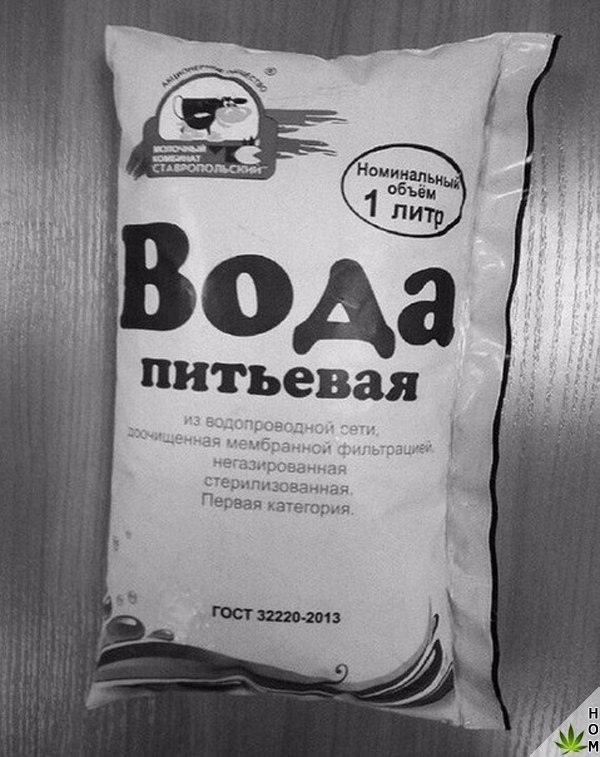 АКЦИОНЕРНОЕ ОБЩЕСТВО
®
МОЛОЧНЫЙ
КОМБИНАТ
СТАВРОПОЛЬСКИЙ
Номинальный
объём
1 литр
Вода
питьевая
из водопроводной сети,
доочищенная мембранной фильтрацией,
негазированная
стерилизованная.
Первая категория.
ГОСТ 32220-2013
H
O
M